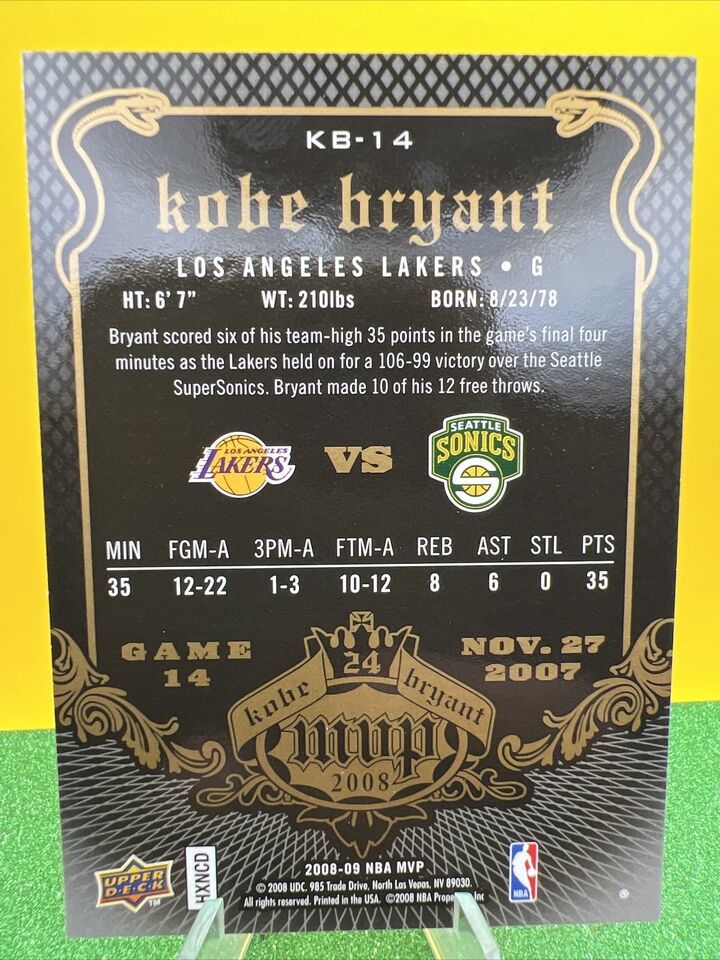 KB-14
kobe bryant
LOS ANGELES LAKERS • G
HT: 6' 7" WT: 210lbs BORN: 8/23/78
Bryant scored six of his team-high 35 points in the game's final four
minutes as the Lakers held on for a 106-99 victory over the Seattle
SuperSonics. Bryant made 10 of his 12 free throws.
LOS ANGELES
LAKERS
VS
SEATTLE
SONICS
MIN FGM-A 3PM-A FTM-A REB AST STL PTS
35 12-22 1-3 10-12 8 6 0 35
GAME
14
NOV. 27
2007
24
kobe bryant
mvp
2008
UPPER
DECK
TM
HXNCD
2008-09 NBA MVP
© 2008 UDC. 985 Trade Drive, North Las Vegas, NV 89030.
All rights reserved. Printed in the USA. ©2008 NBA Inc
NBA
®